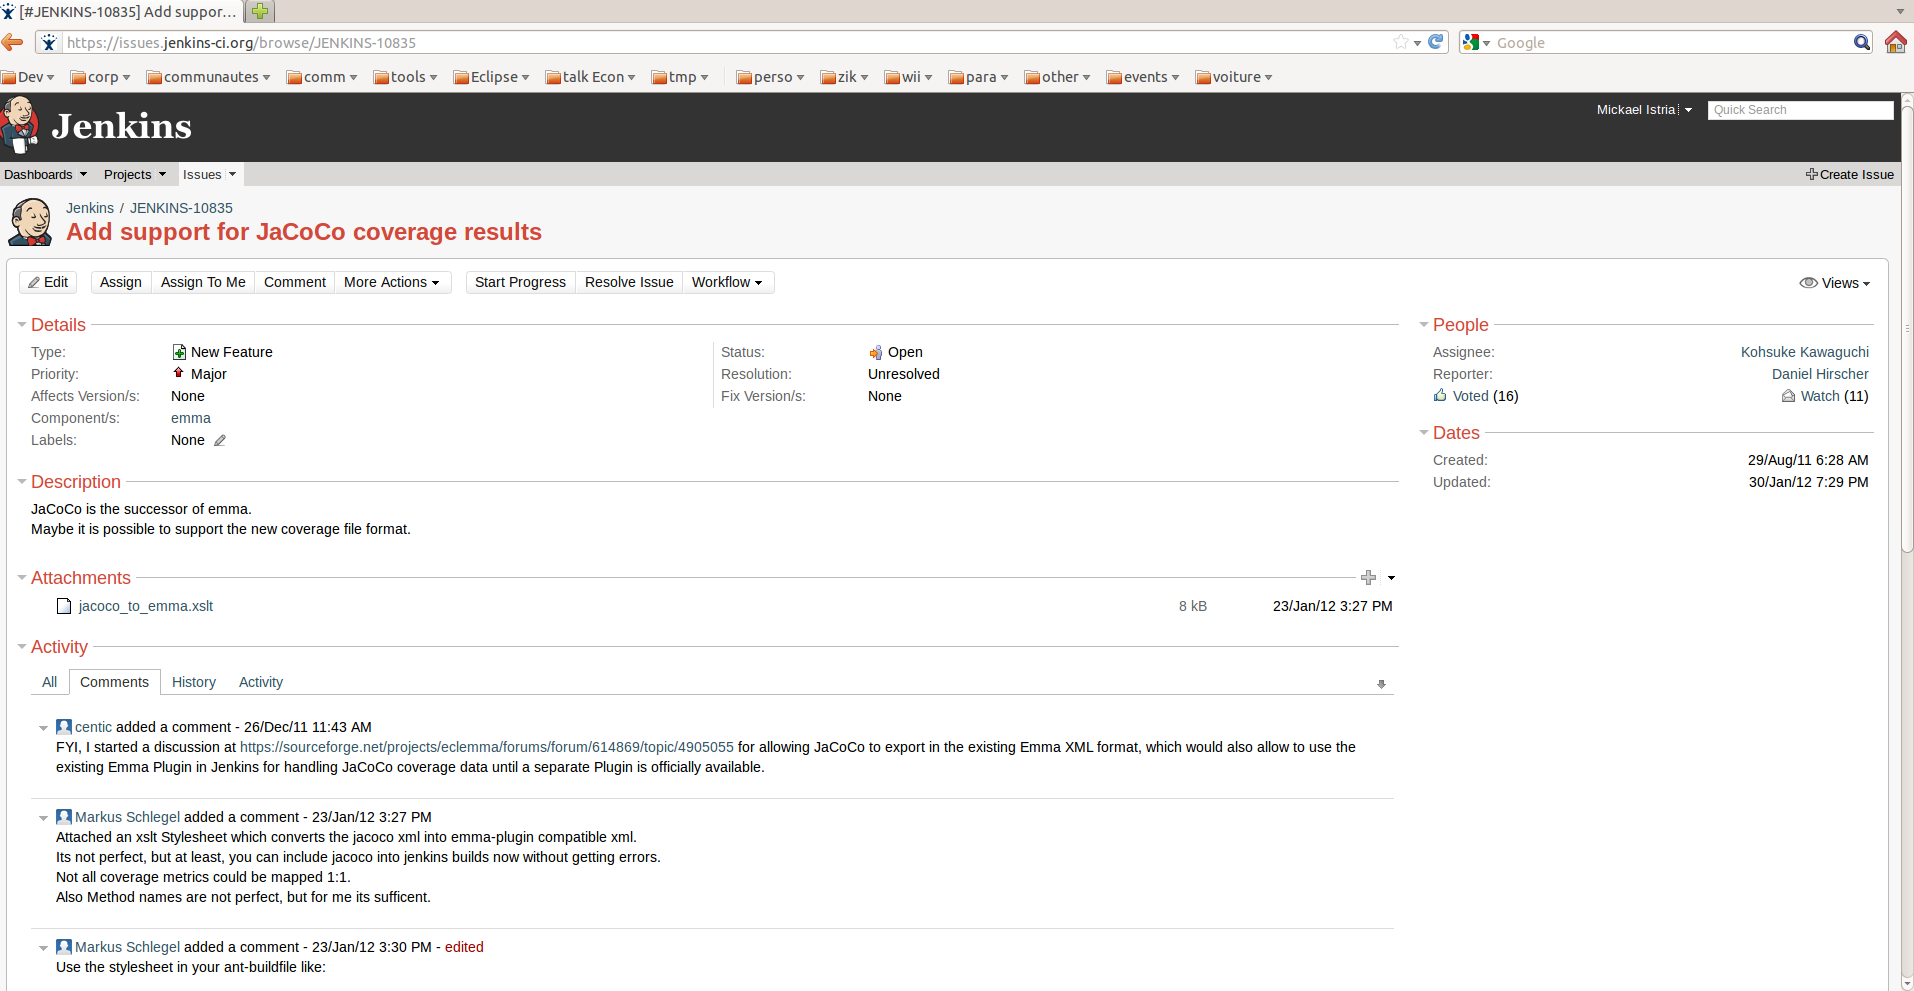 [#JENKINS-10835] Add suppor...
https://issues.jenkins-ci.org/browse/JENKINS-10835
Google
Dev corp communautes comm tools Eclipse talk Econ tmp perso zik wii para other events voiture
Jenkins
Mickael Istria
Quick Search
Dashboards Projects Issues
Create Issue
Jenkins / JENKINS-10835
Add support for JaCoCo coverage results
Edit Assign Assign To Me Comment More Actions Start Progress Resolve Issue Workflow Views
Details
Type: New Feature
Priority: Major
Affects Version/s: None
Component/s: emma
Labels: None
Status: Open
Resolution: Unresolved
Fix Version/s: None
People
Assignee: Kohsuke Kawaguchi
Reporter: Daniel Hirscher
Voted (16) Watch (11)
Dates
Created: 29/Aug/11 6:28 AM
Updated: 30/Jan/12 7:29 PM
Description
JaCoCo is the successor of emma.
Maybe it is possible to support the new coverage file format.
Attachments
jacoco_to_emma.xslt 8 kB 23/Jan/12 3:27 PM
Activity
All Comments History Activity
centic added a comment - 26/Dec/11 11:43 AM
FYI, I started a discussion at https://sourceforge.net/projects/eclemma/forums/forum/614869/topic/4905055 for allowing JaCoCo to export in the existing Emma XML format, which would also allow to use the
existing Emma Plugin in Jenkins for handling JaCoCo coverage data until a separate Plugin is officially available.
Markus Schlegel added a comment - 23/Jan/12 3:27 PM
Attached an xslt Stylesheet which converts the jacoco xml into emma-plugin compatible xml.
Its not perfect, but at least, you can include jacoco into jenkins builds now without getting errors.
Not all coverage metrics could be mapped 1:1.
Also Method names are not perfect, but for me its sufficent.
Markus Schlegel added a comment - 23/Jan/12 3:30 PM - edited
Use the stylesheet in your ant-buildfile like: